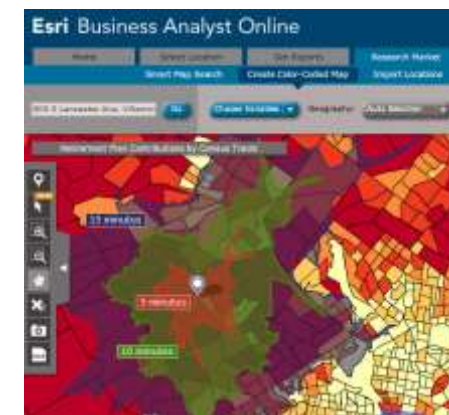 Esri Business Analyst Online
Home Select Location Get Reports Research Market
Smart Map Search Create Color-Coded Map Import Locations
Go Choose Variables Geography:
Retirement Plan Contributions by Census Tracts
15 minutes
5 minutes
10 minutes